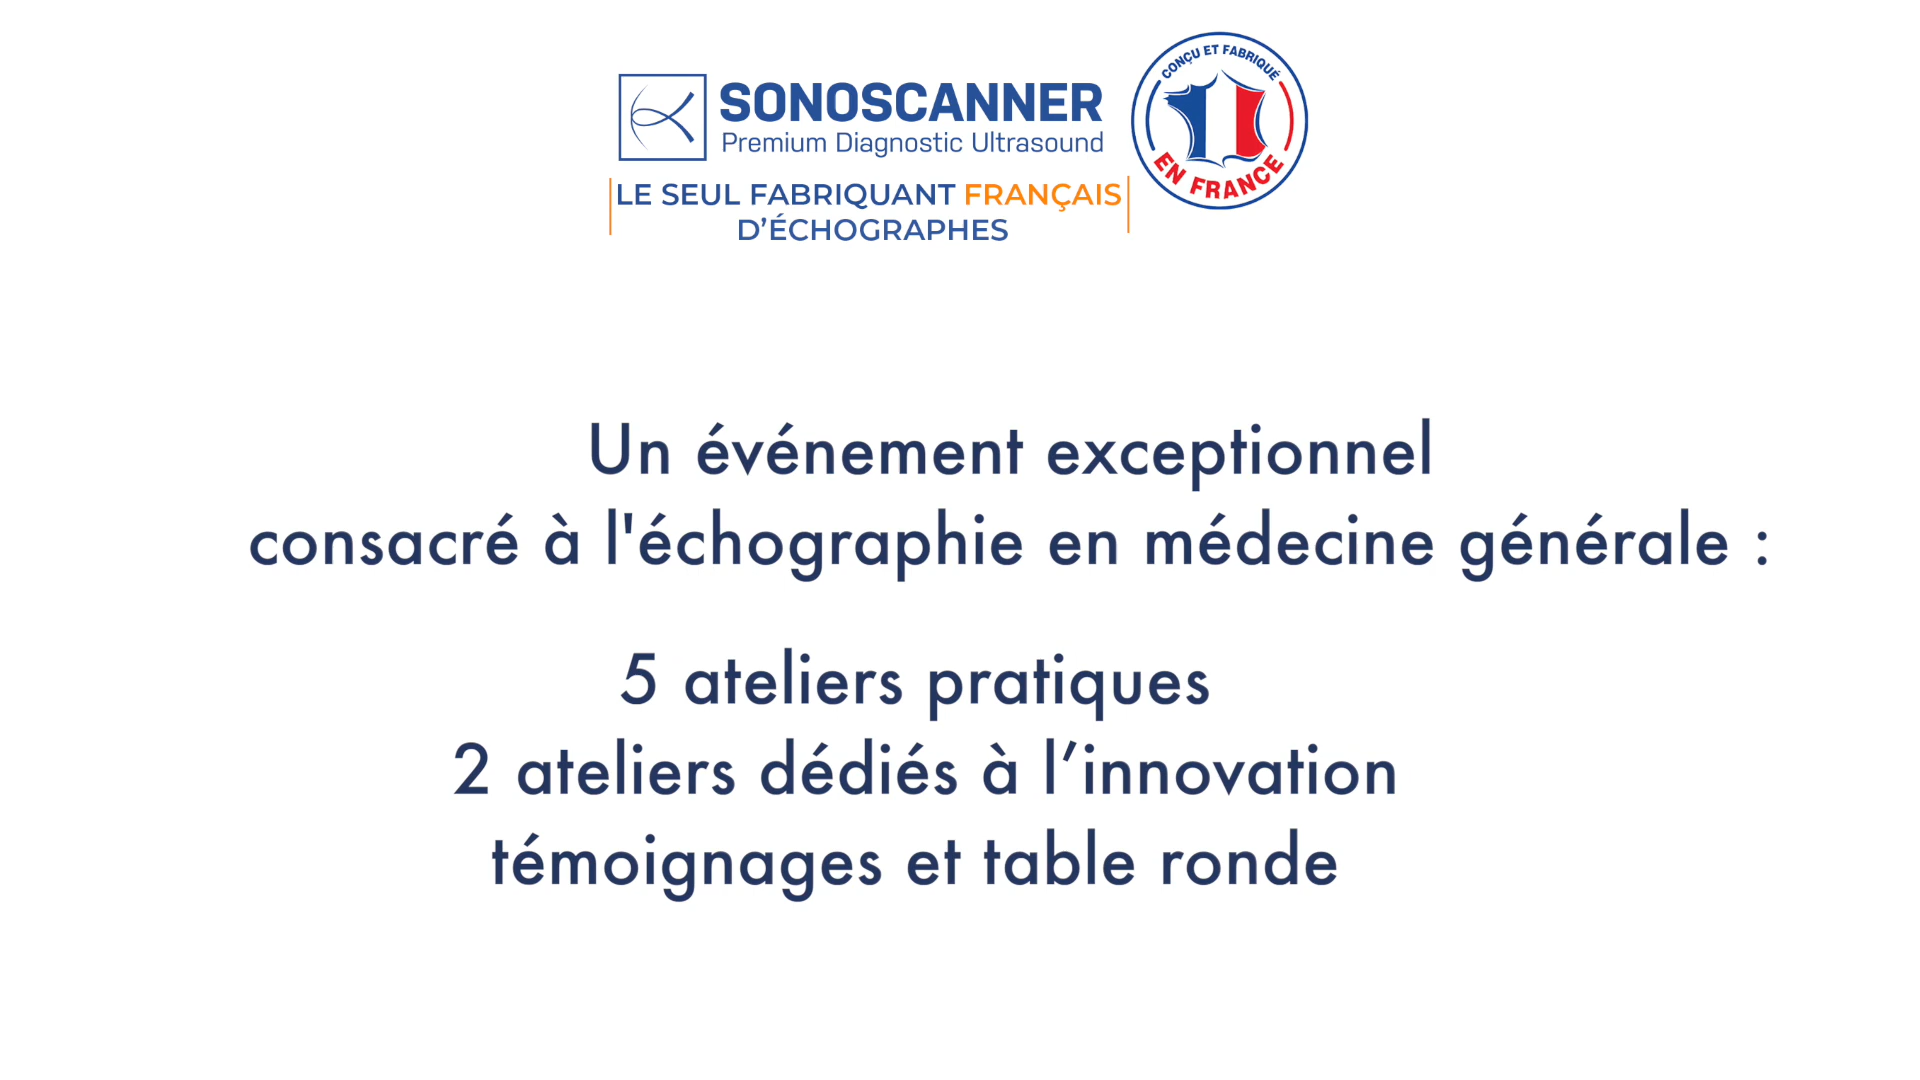 SONOSCANNER
Premium Diagnostic Ultrasound
CONÇU ET FABRIQUÉ
EN FRANCE
LE SEUL FABRIQUANT FRANÇAIS
D’ÉCHOGRAPHES
Un événement exceptionnel
consacré à l'échographie en médecine générale :
5 ateliers pratiques
2 ateliers dédiés à l’innovation
témoignages et table ronde